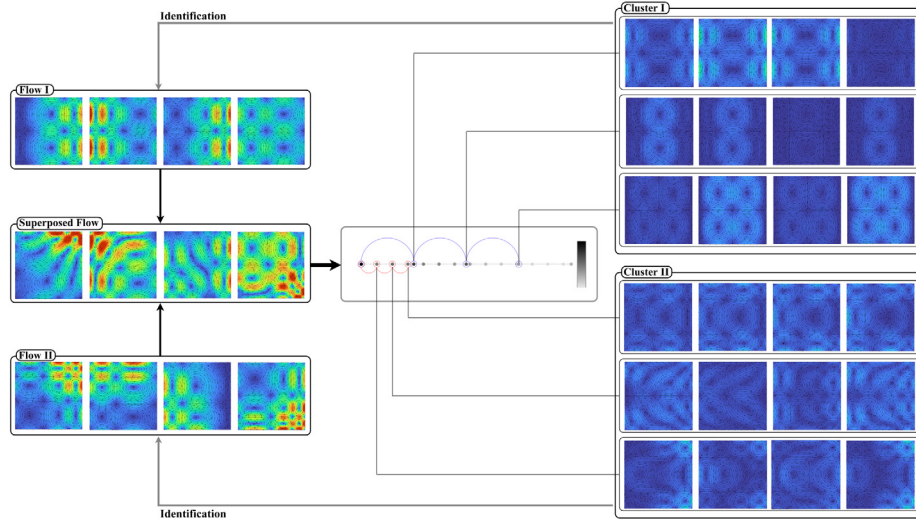 Identification
Cluster I
Flow I
Superposed Flow
Cluster II
Flow II
Identification